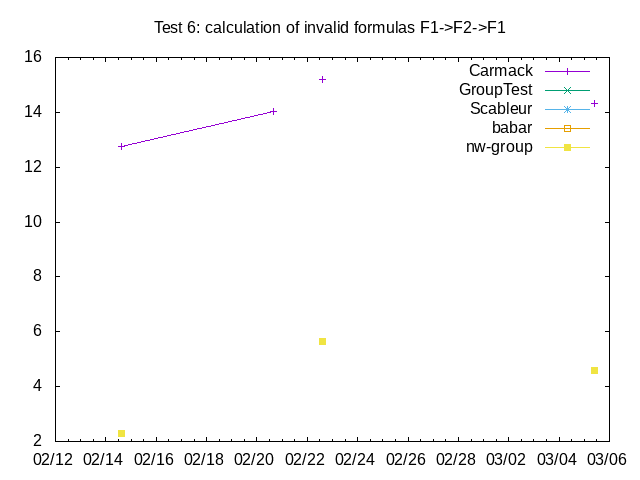 Test 6: calculation of invalid formulas F1->F2->F1
16
14
12
10
8
6
4
2
Carmack
GroupTest
Scableur
babar
nw-group
02/12 02/14 02/16 02/18 02/20 02/22 02/24 02/26 02/28 03/02 03/04 03/06